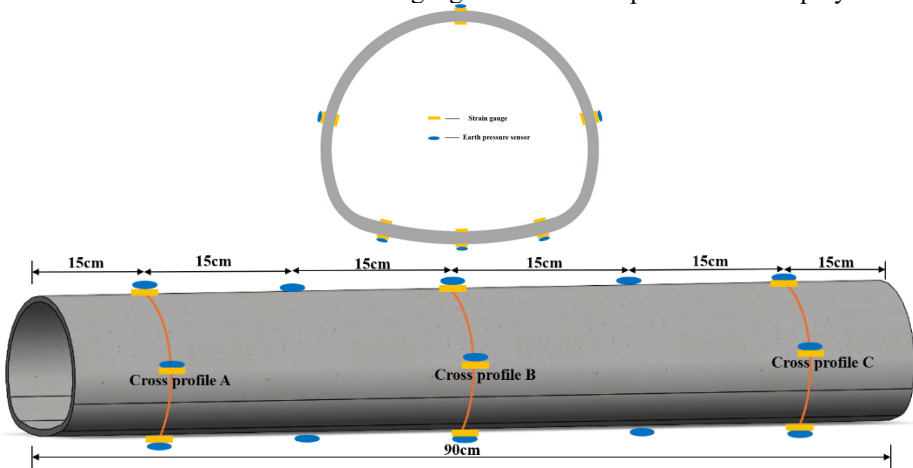 Strain gauge
Earth pressure sensor
15cm 15cm 15cm 15cm 15cm 15cm
Cross profile A Cross profile B Cross profile C
90cm